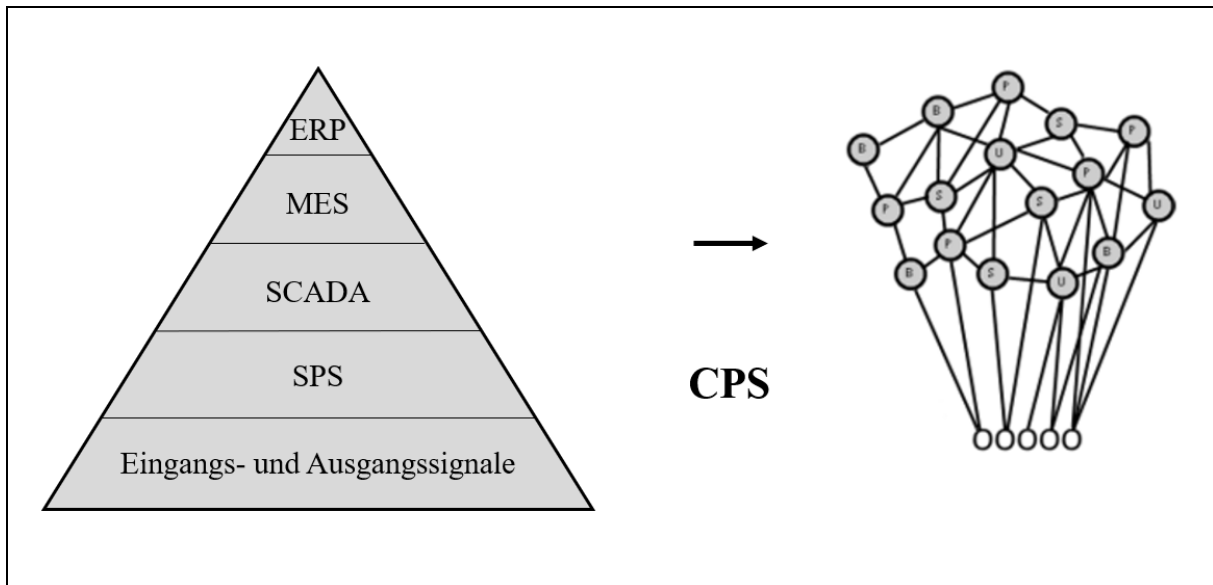 ERP
MES
SCADA
SPS
Eingangs- und Ausgangssignale
CPS
P
B
S
P
B
U
P
S
P
S
U
P
B
B
S
U
O O O O O